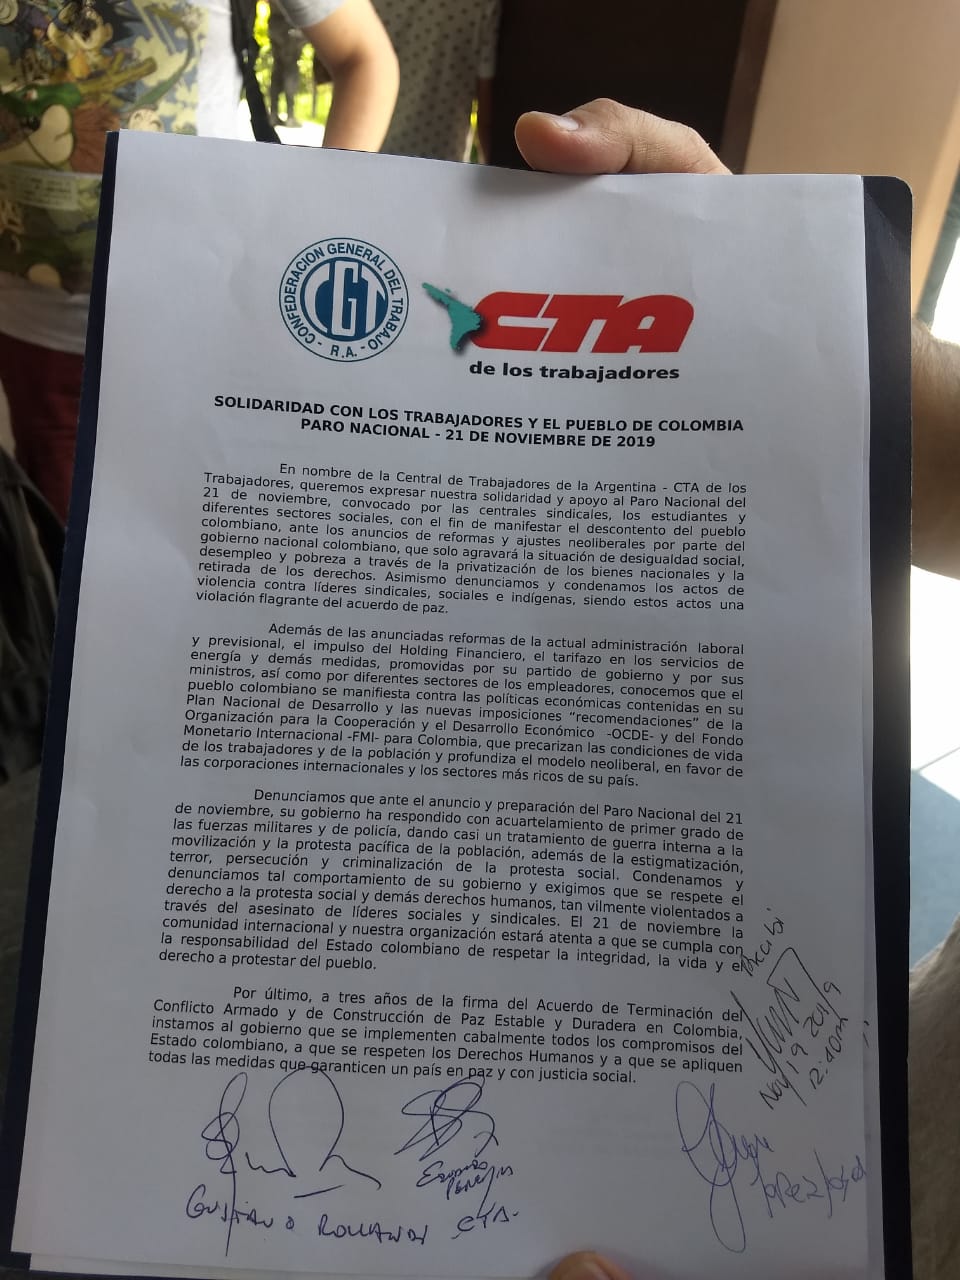 CONFEDERACION GENERAL DEL TRABAJO
- R.A. -
CGT
CTA
de los trabajadores
SOLIDARIDAD CON LOS TRABAJADORES Y EL PUEBLO DE COLOMBIA
PARO NACIONAL - 21 DE NOVIEMBRE DE 2019
En nombre de la Central de Trabajadores de la Argentina - CTA de los
Trabajadores, queremos expresar nuestra solidaridad y apoyo al Paro Nacional del
21 de noviembre, convocado por las centrales sindicales, los estudiantes y
diferentes sectores sociales, con el fin de manifestar el descontento del pueblo
colombiano, ante los anuncios de reformas y ajustes neoliberales por parte del
gobierno nacional colombiano, que solo agravará la situación de desigualdad social,
desempleo y pobreza a través de la privatización de los bienes nacionales y la
retirada de los derechos. Asimismo denunciamos y condenamos los actos de
violencia contra líderes sindicales, sociales e indígenas, siendo estos actos una
violación flagrante del acuerdo de paz.
Además de las anunciadas reformas de la actual administración laboral
y previsional, el impulso del Holding Financiero, el tarifazo en los servicios de
energía y demás medidas, promovidas por su partido de gobierno y por sus
ministros, así como por diferentes sectores de los empleadores, conocemos que el
pueblo colombiano se manifiesta contra las políticas económicas contenidas en su
Plan Nacional de Desarrollo y las nuevas imposiciones “recomendaciones” de la
Organización para la Cooperación y el Desarrollo Económico -OCDE- y del Fondo
Monetario Internacional -FMI- para Colombia, que precarizan las condiciones de vida
de los trabajadores y de la población y profundiza el modelo neoliberal, en favor de
las corporaciones internacionales y los sectores más ricos de su país.
Denunciamos que ante el anuncio y preparación del Paro Nacional del 21
de noviembre, su gobierno ha respondido con acuartelamiento de primer grado de
las fuerzas militares y de policía, dando casi un tratamiento de guerra interna a la
movilización y la protesta pacífica de la población, además de la estigmatización,
terror, persecución y criminalización de la protesta social. Condenamos y
denunciamos tal comportamiento de su gobierno y exigimos que se respete el
derecho a la protesta social y demás derechos humanos, tan vilmente violentados a
través del asesinato de líderes sociales y sindicales. El 21 de noviembre la
comunidad internacional y nuestra organización estará atenta a que se cumpla con
la responsabilidad del Estado colombiano de respetar la integridad, la vida y el
derecho a protestar del pueblo.
Por último, a tres años de la firma del Acuerdo de Terminación del
Conflicto Armado y de Construcción de Paz Estable y Duradera en Colombia,
instamos al gobierno que se implementen cabalmente todos los compromisos del
Estado colombiano, a que se respeten los Derechos Humanos y a que se apliquen
todas las medidas que garanticen un país en paz y con justicia social.
Recibi
Nov 19 2019
12:40m
GUSTAVO ROLLANDI CTA-